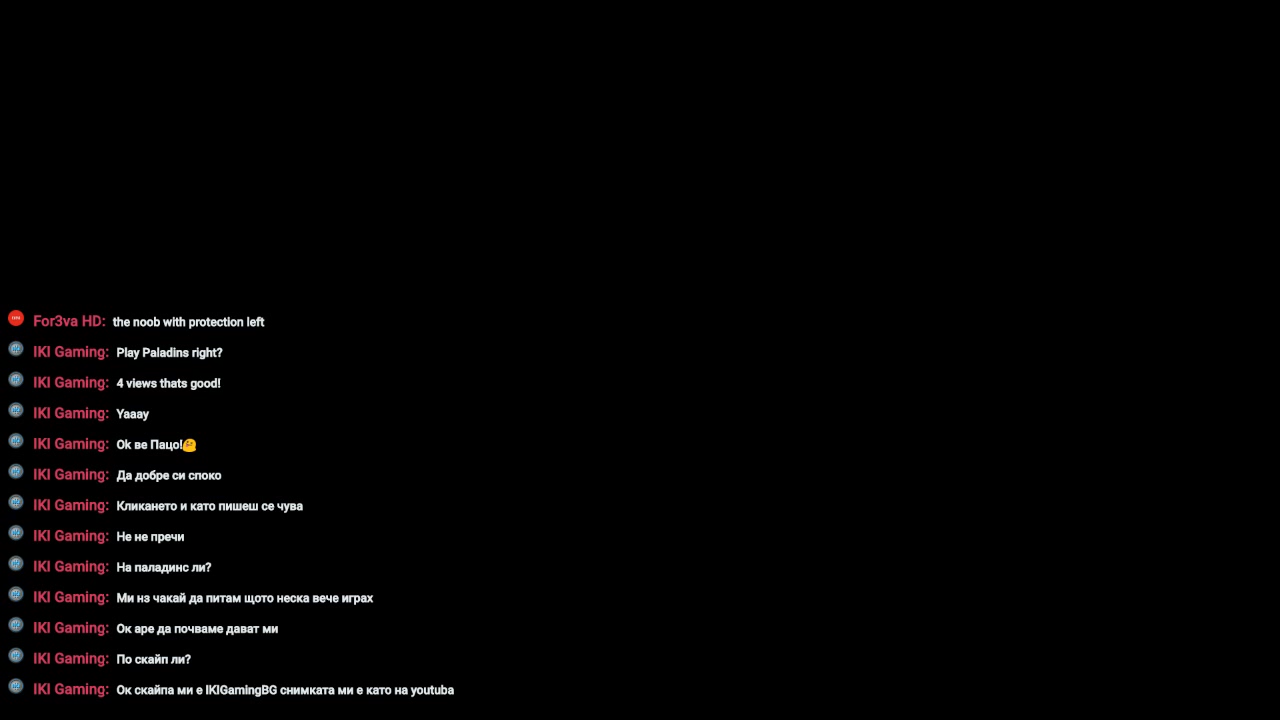 For3va HD: the noob with protection left
IKI Gaming: Play Paladins right?
IKI Gaming: 4 views thats good!
IKI Gaming: Yaaay
IKI Gaming: Ok ве Пацо!🤔
IKI Gaming: Да добре си споко
IKI Gaming: Кликането и като пишеш се чува
IKI Gaming: Не не пречи
IKI Gaming: На паладинс ли?
IKI Gaming: Ми нз чакай да питам щото неска вече играх
IKI Gaming: Ок аре да почваме дават ми
IKI Gaming: По скайп ли?
IKI Gaming: Ок скайпа ми е IKIGamingBG снимката ми е като на youtuba